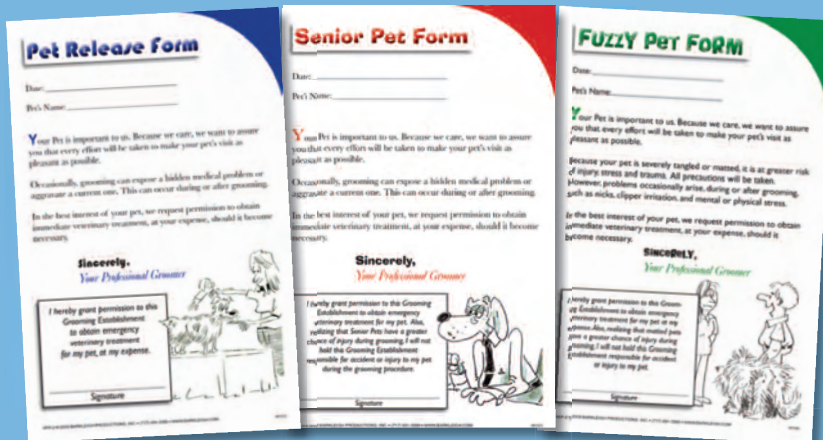 Pet Release Form
Date:
Pet's Name:
Your Pet is important to us. Because we care, we want to assure
you that every effort will be taken to make your pet's visit as
pleasant as possible.
Occasionally, grooming can expose a hidden medical problem or
aggravate a current one. This can occur during or after grooming.
In the best interest of your pet, we request permission to obtain
immediate veterinary treatment, at your expense, should it become
necessary.
Sincerely,
Your Professional Groomer
I hereby grant permission to this
Grooming Establishment
to obtain emergency
veterinary treatment
for my pet, at my expense.
Signature
Senior Pet Form
Date:
Pet's Name:
Your Pet is important to us. Because we care, we want to assure
you that every effort will be taken to make your pet's visit as
pleasant as possible.
Occasionally, grooming can expose a hidden medical problem or
aggravate a current one. This can occur during or after grooming.
In the best interest of your pet, we request permission to obtain
immediate veterinary treatment, at your expense, should it become
necessary.
Sincerely,
Your Professional Groomer
I hereby grant permission to this Grooming
Establishment to obtain emergency
veterinary treatment for my pet. Also,
realizing that Senior Pets have a greater
chance of injury during grooming, I will not
hold this Grooming Establishment
responsible for accident or injury to my pet
during the grooming procedure.
Signature
FUZZY PET FORM
Date:
Pet's Name:
Your Pet is important to us. Because we care, we want to assure
you that every effort will be taken to make your pet's visit as
pleasant as possible.
Because your pet is severely tangled or matted, it is at greater risk
of injury, stress and trauma. All precautions will be taken.
However, problems occasionally arise, during or after grooming,
such as nicks, clipper irritation, and mental or physical stress.
In the best interest of your pet, we request permission to obtain
immediate veterinary treatment, at your expense, should it
become necessary.
SINCERELY,
Your Professional Groomer
I hereby grant permission to this Groom-
ing Establishment to obtain emergency
veterinary treatment for my pet at my
expense. Also, realizing that matted pets
have a greater chance of injury during
grooming, I will not hold this Grooming
Establishment responsible for accident
or injury to my pet.
Signature